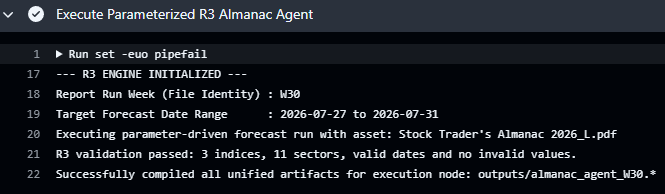 Execute Parameterized R3 Almanac Agent
1 ▶ Run set -euo pipefail
17 --- R3 ENGINE INITIALIZED ---
18 Report Run Week (File Identity) : W30
19 Target Forecast Date Range      : 2026-07-27 to 2026-07-31
20 Executing parameter-driven forecast run with asset: Stock Trader's Almanac 2026_L.pdf
21 R3 validation passed: 3 indices, 11 sectors, valid dates and no invalid values.
22 Successfully compiled all unified artifacts for execution node: outputs/almanac_agent_W30.*